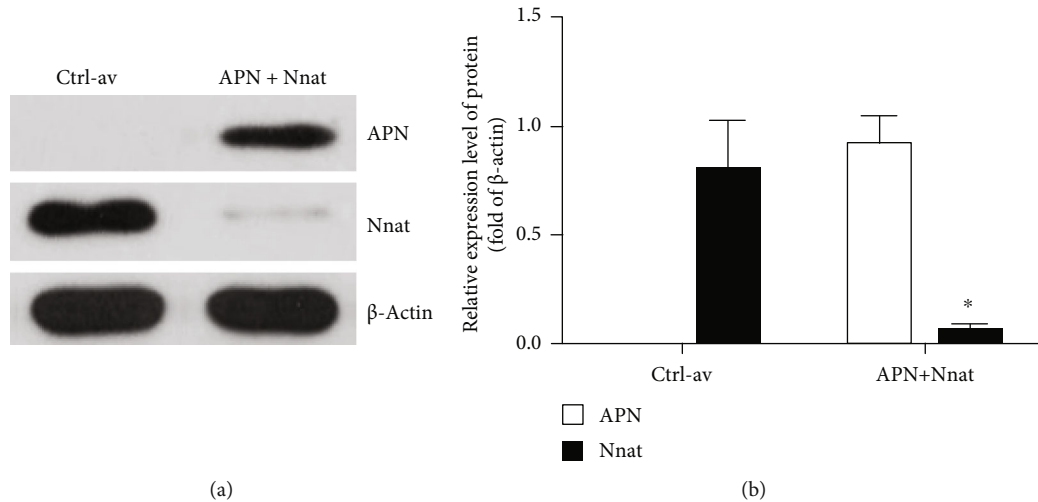 Ctrl-av APN + Nnat
APN
Nnat
β-Actin
(a)
Relative expression level of protein
(fold of β-actin)
1.5
1.0
0.5
0.0
*
Ctrl-av APN+Nnat
APN
Nnat
(b)